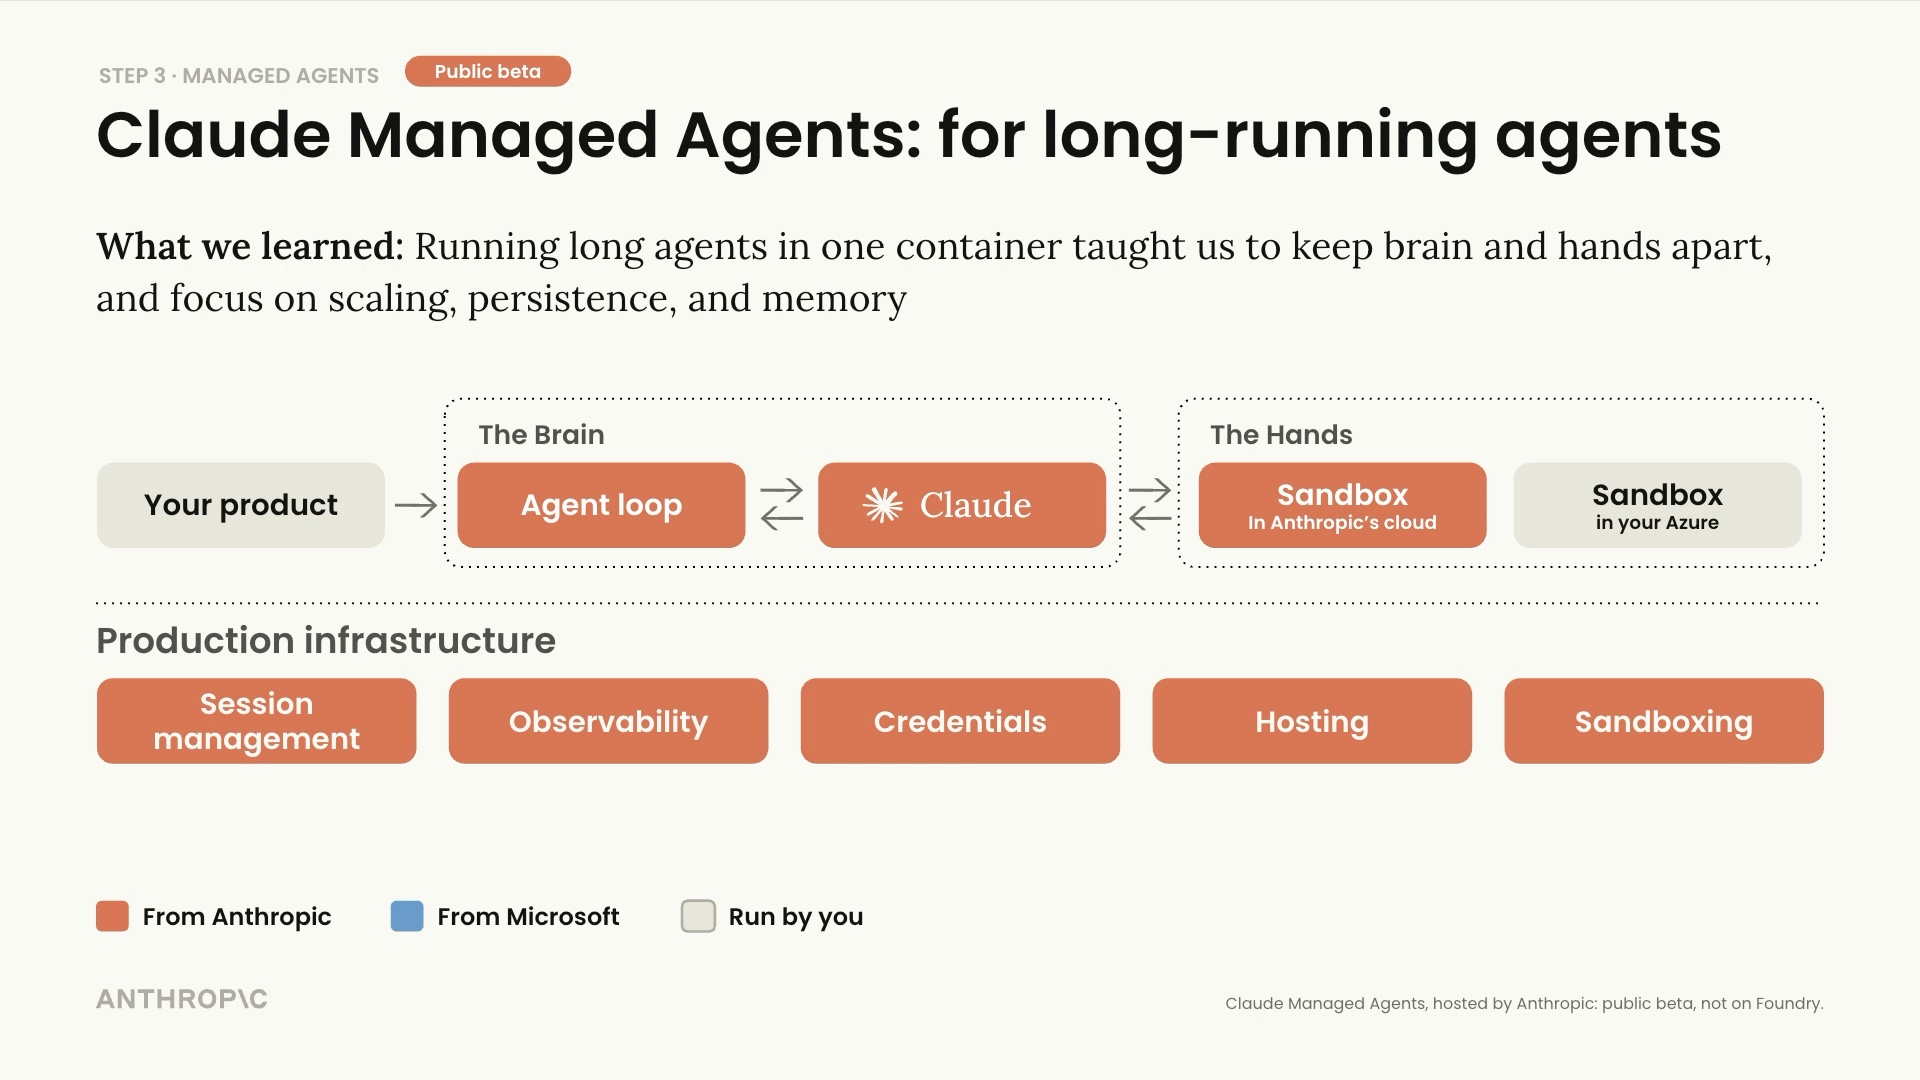 STEP 3 · MANAGED AGENTS
Public beta
Claude Managed Agents: for long-running agents
What we learned: Running long agents in one container taught us to keep brain and hands apart,
and focus on scaling, persistence, and memory
The Brain
The Hands
Your product
Agent loop
Claude
Sandbox
In Anthropic’s cloud
Sandbox
in your Azure
Production infrastructure
Session
management
Observability
Credentials
Hosting
Sandboxing
From Anthropic
From Microsoft
Run by you
ANTHROP\C
Claude Managed Agents, hosted by Anthropic: public beta, not on Foundry.